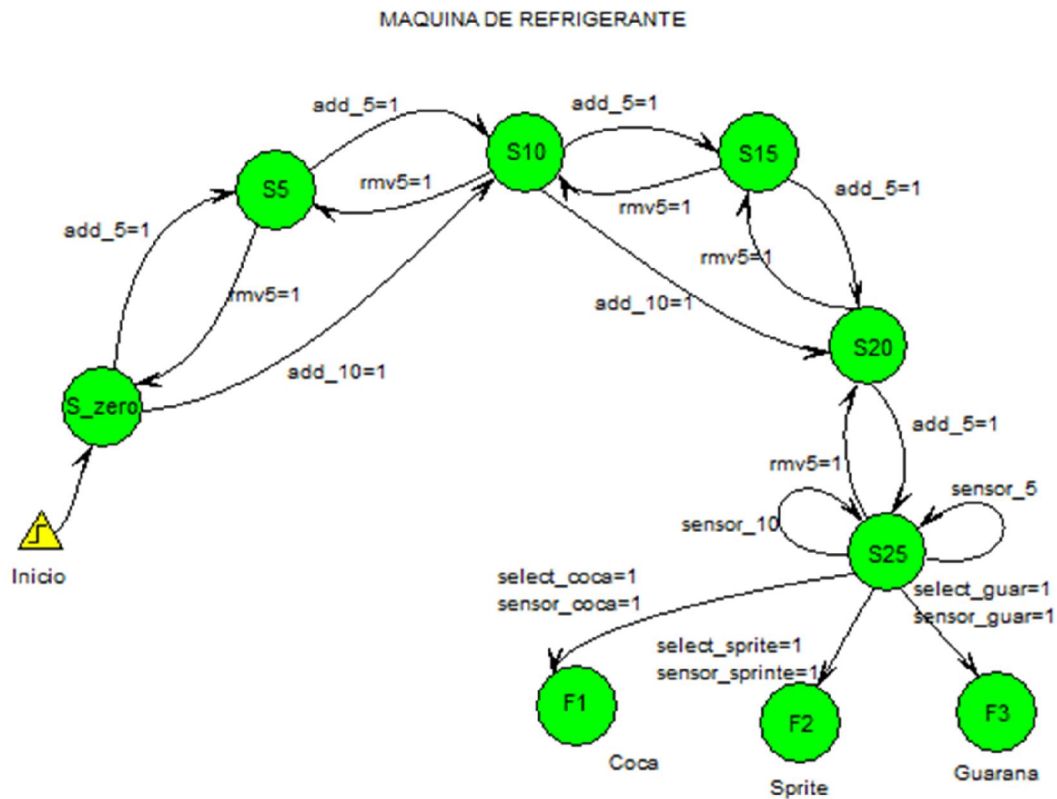 MAQUINA DE REFRIGERANTE
add_5=1
add_5=1
S10
S15
S5
rmv5=1
add_5=1
rmv5=1
add_5=1
rmv5=1
rmv5=1
add_10=1
S20
add_10=1
S_zero
add_5=1
rmv5=1
sensor_5
sensor_10
S25
Inicio
select_coca=1
sensor_coca=1
select_guar=1
sensor_guar=1
select_sprite=1
sensor_sprinte=1
F1
F2
F3
Coca
Sprite
Guarana